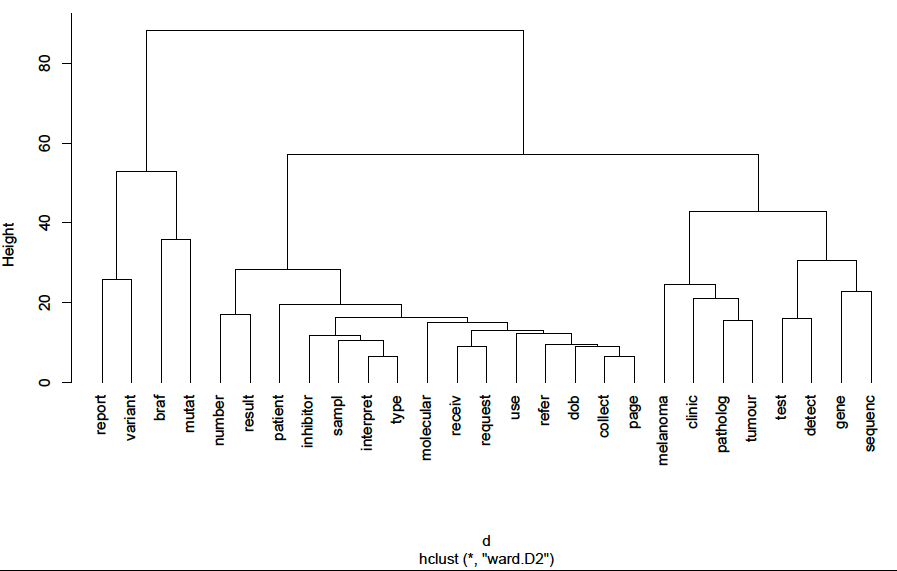 Height
80
60
40
20
0
report
variant
braf
mutat
number
result
patient
inhibitor
sampl
interpret
type
molecular
receiv
request
use
refer
dob
collect
page
melanoma
clinic
patholog
tumour
test
detect
gene
sequenc
d
hclust (*, "ward.D2")